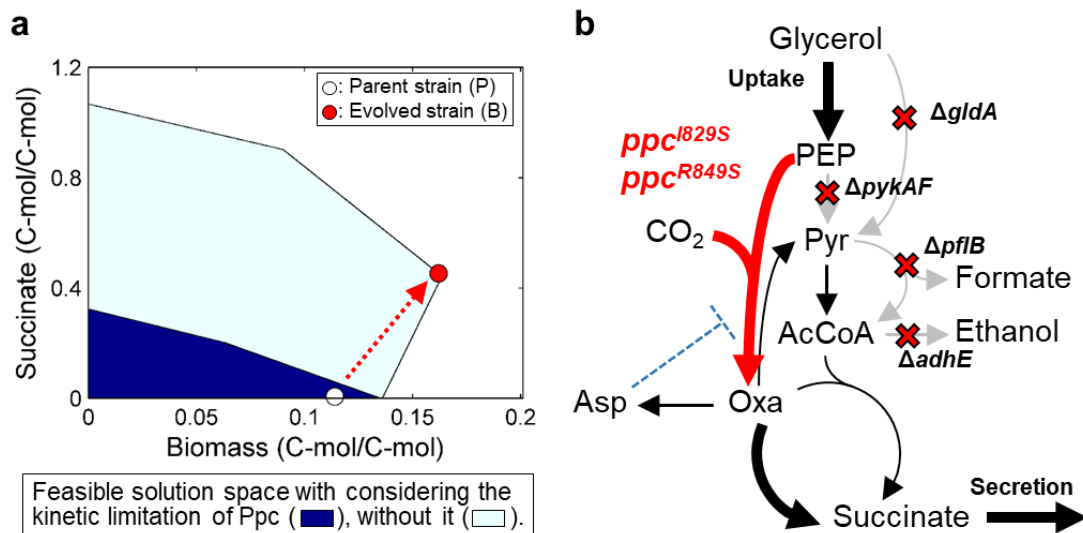 a
Succinate (C-mol/C-mol)
1.2
0.8
0.4
0
0
0.05
0.1
0.15
0.2
Biomass (C-mol/C-mol)
: Parent strain (P)
: Evolved strain (B)
Feasible solution space with considering the
kinetic limitation of Ppc ( ), without it ( ).
b
Glycerol
Uptake
ΔgldA
ppcI829S
ppcR849S
PEP
ΔpykAF
CO2
Pyr
ΔpflB
Formate
AcCoA
Ethanol
ΔadhE
Asp
Oxa
Succinate
Secretion